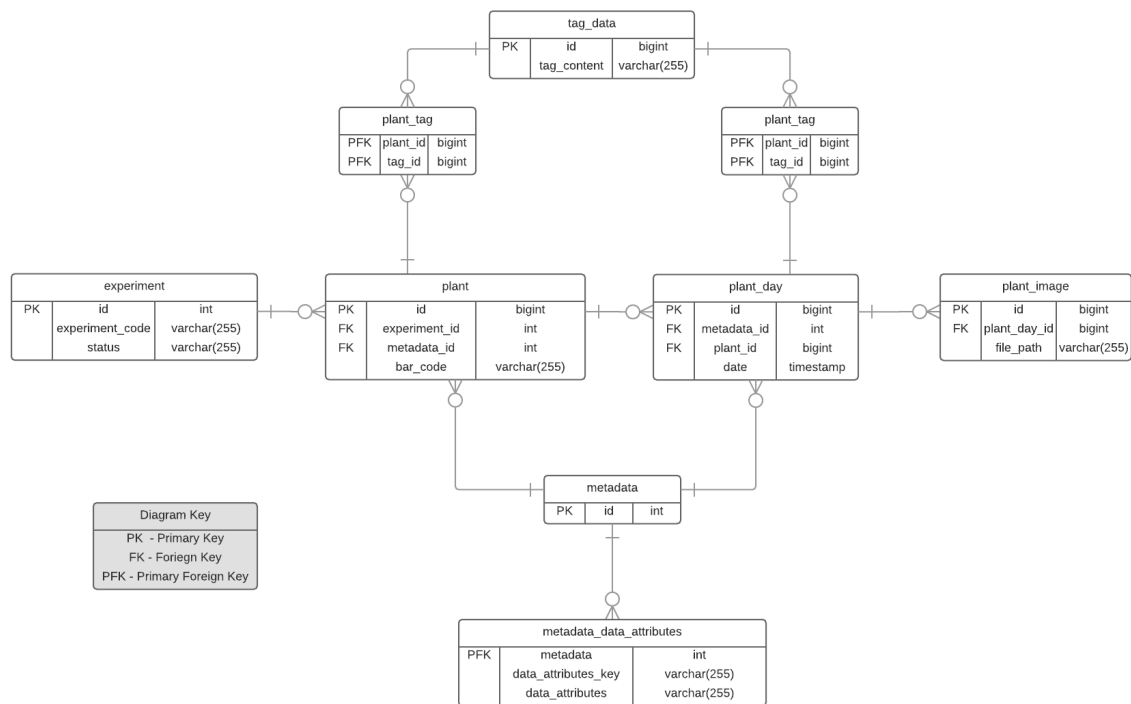 tag_data
PK id bigint
tag_content varchar(255)
plant_tag
PFK plant_id bigint
PFK tag_id bigint
plant_tag
PFK plant_id bigint
PFK tag_id bigint
experiment
PK id int
experiment_code varchar(255)
status varchar(255)
plant
PK id bigint
FK experiment_id int
FK metadata_id int
bar_code varchar(255)
plant_day
PK id bigint
FK metadata_id int
FK plant_id bigint
date timestamp
plant_image
PK id bigint
FK plant_day_id bigint
file_path varchar(255)
metadata
PK id int
Diagram Key
PK - Primary Key
FK - Foriegn Key
PFK - Primary Foreign Key
metadata_data_attributes
PFK metadata int
data_attributes_key varchar(255)
data_attributes varchar(255)